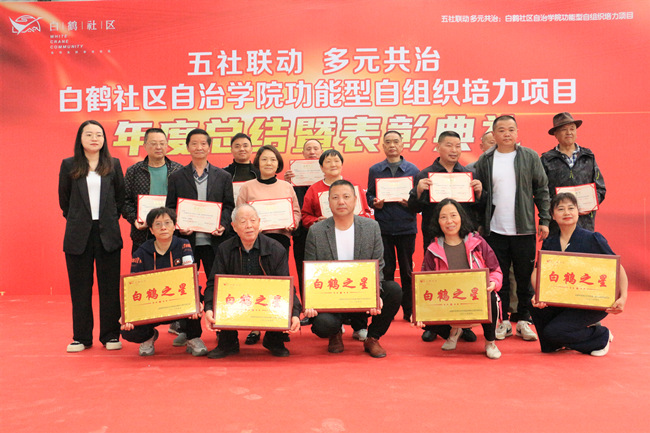 白鹤社区
WHITE
CRANE
COMMUNITY
五社联动 多元共治：白鹤社区自治学院功能型自组织培力项目
五社联动 多元共治
白鹤社区自治学院功能型自组织培力项目
年度总结暨表彰典礼
白鹤之星
白鹤之星
白鹤之星
白鹤之星
白鹤之星